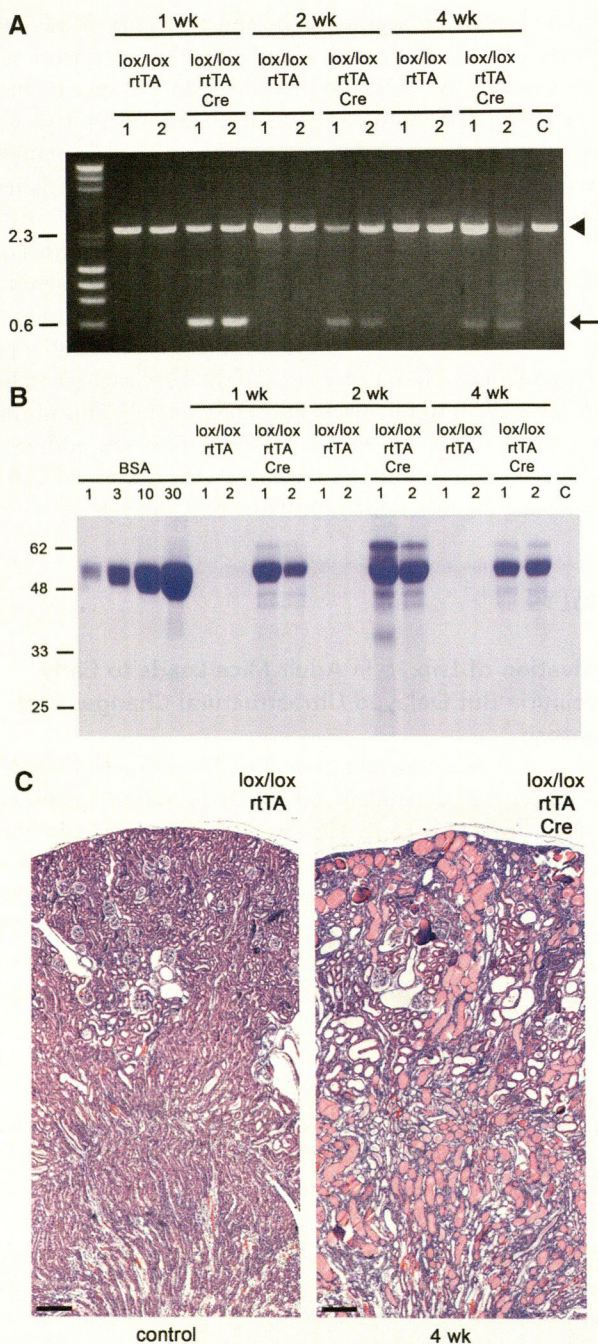 A
1 wk 2 wk 4 wk
lox/lox rtTA lox/lox rtTA Cre lox/lox rtTA lox/lox rtTA Cre lox/lox rtTA lox/lox rtTA Cre
1 2 1 2 1 2 1 2 1 2 1 2 C
2.3
0.6
B
1 wk 2 wk 4 wk
lox/lox rtTA lox/lox rtTA Cre lox/lox rtTA lox/lox rtTA Cre lox/lox rtTA lox/lox rtTA Cre
BSA
1 3 10 30 1 2 1 2 1 2 1 2 1 2 1 2 C
62
48
33
25
C
lox/lox rtTA lox/lox rtTA Cre
control 4 wk